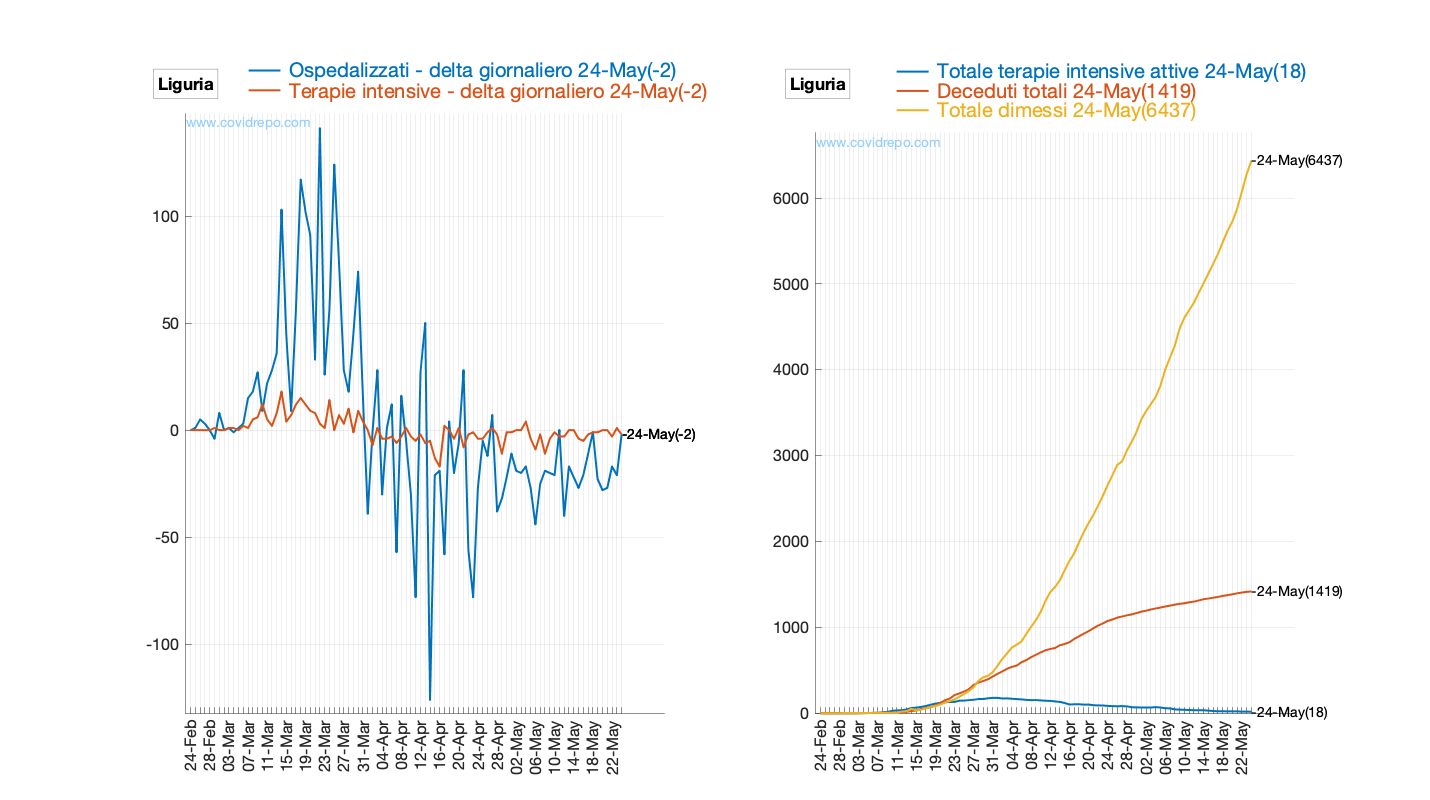 Liguria
Ospedalizzati - delta giornaliero 24-May(-2)
Terapie intensive - delta giornaliero 24-May(-2)
www.covidrepo.com
100
50
0
-50
-100
-24-May(-2)
24-Feb
28-Feb
03-Mar
07-Mar
11-Mar
15-Mar
19-Mar
23-Mar
27-Mar
31-Mar
04-Apr
08-Apr
12-Apr
16-Apr
20-Apr
24-Apr
28-Apr
02-May
06-May
10-May
14-May
18-May
22-May
Liguria
Totale terapie intensive attive 24-May(18)
Deceduti totali 24-May(1419)
Totale dimessi 24-May(6437)
www.covidrepo.com
6000
5000
4000
3000
2000
1000
0
-24-May(6437)
-24-May(1419)
-24-May(18)
24-Feb
28-Feb
03-Mar
07-Mar
11-Mar
15-Mar
19-Mar
23-Mar
27-Mar
31-Mar
04-Apr
08-Apr
12-Apr
16-Apr
20-Apr
24-Apr
28-Apr
02-May
06-May
10-May
14-May
18-May
22-May